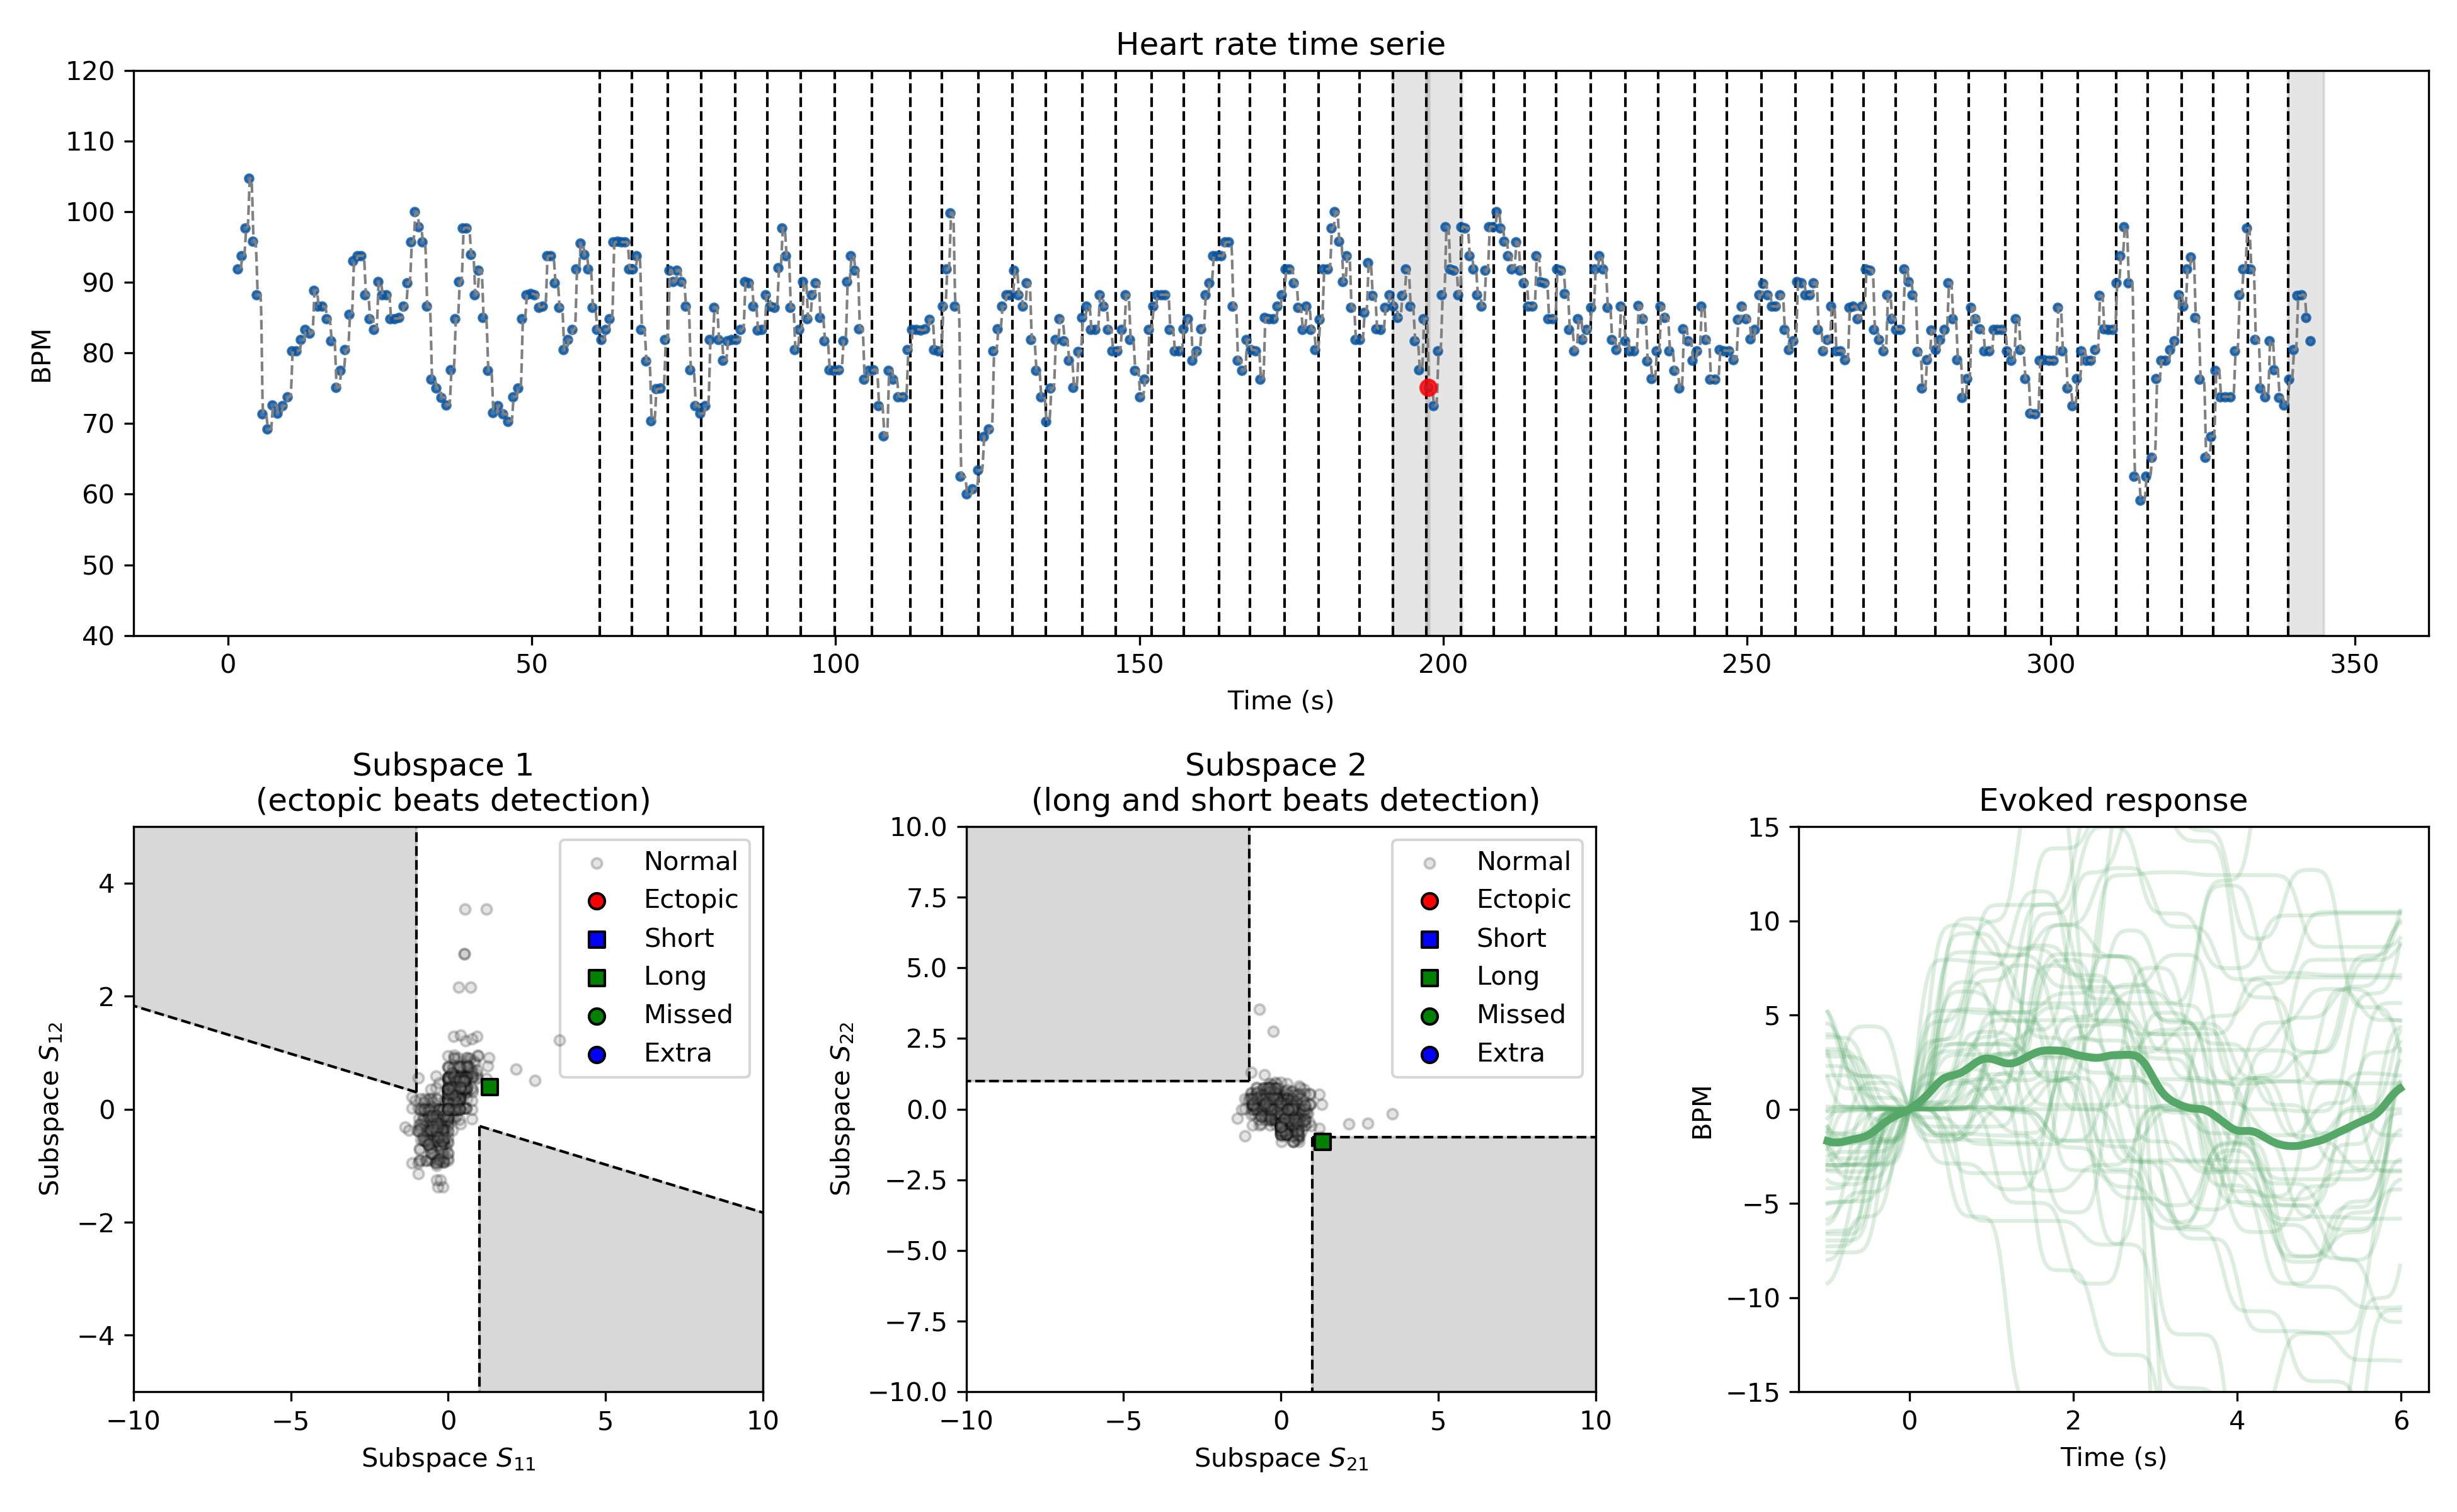 Heart rate time serie
120
110
100
90
80
70
60
50
40
BPM
0 50 100 150 200 250 300 350
Time (s)
Subspace 1
(ectopic beats detection)
4
2
0
−2
−4
Subspace S12
−10 −5 0 5 10
Subspace S11
Normal
Ectopic
Short
Long
Missed
Extra
Subspace 2
(long and short beats detection)
10.0
7.5
5.0
2.5
0.0
−2.5
−5.0
−7.5
−10.0
Subspace S22
−10 −5 0 5 10
Subspace S21
Normal
Ectopic
Short
Long
Missed
Extra
Evoked response
15
10
5
0
−5
−10
−15
BPM
0 2 4 6
Time (s)